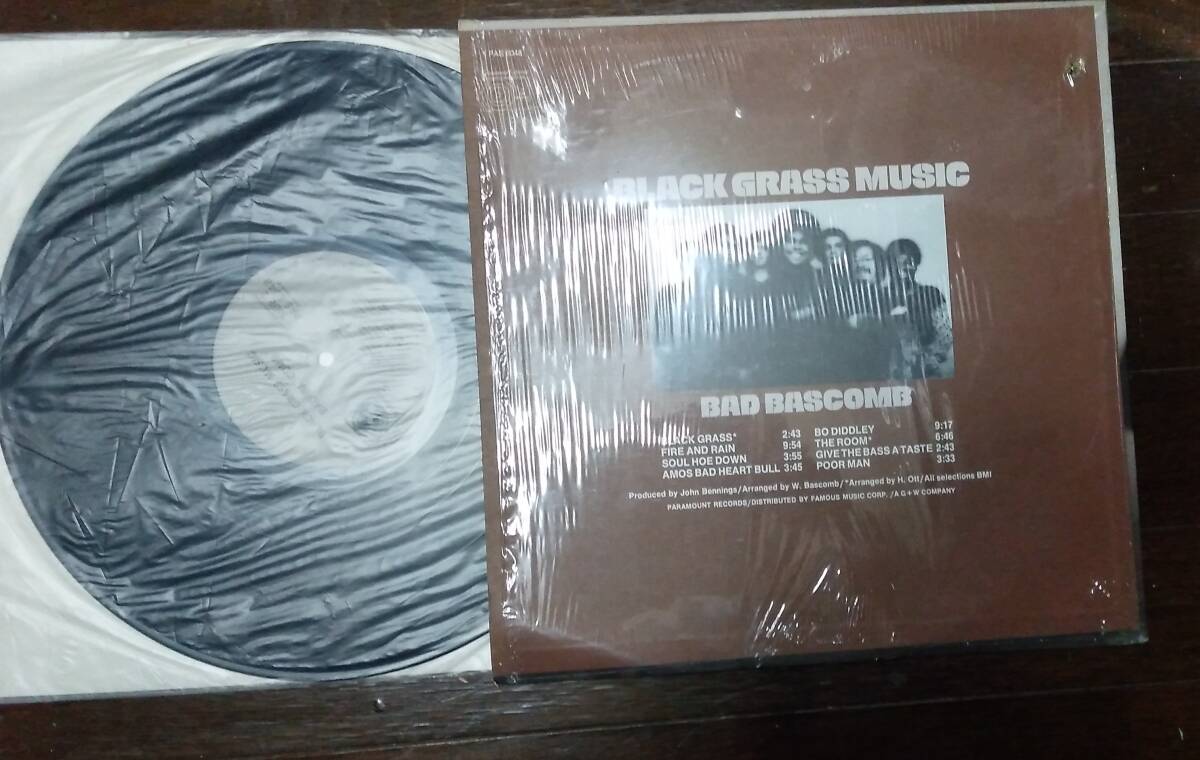 BLACK GRASS MUSIC
BAD BASCOMB
BLACK GRASS* 2:43
FIRE AND RAIN 9:54
SOUL HOE DOWN 3:55
AMOS BAD HEART BULL 3:45
BO DIDDLEY 9:17
THE ROOM* 6:46
GIVE THE BASS A TASTE 2:43
POOR MAN 3:33
Produced by John Bennings/Arranged by W. Bascomb/*Arranged by H. Ott/All selections BMI
PARAMOUNT RECORDS/DISTRIBUTED BY FAMOUS MUSIC CORP. /A G+W COMPANY